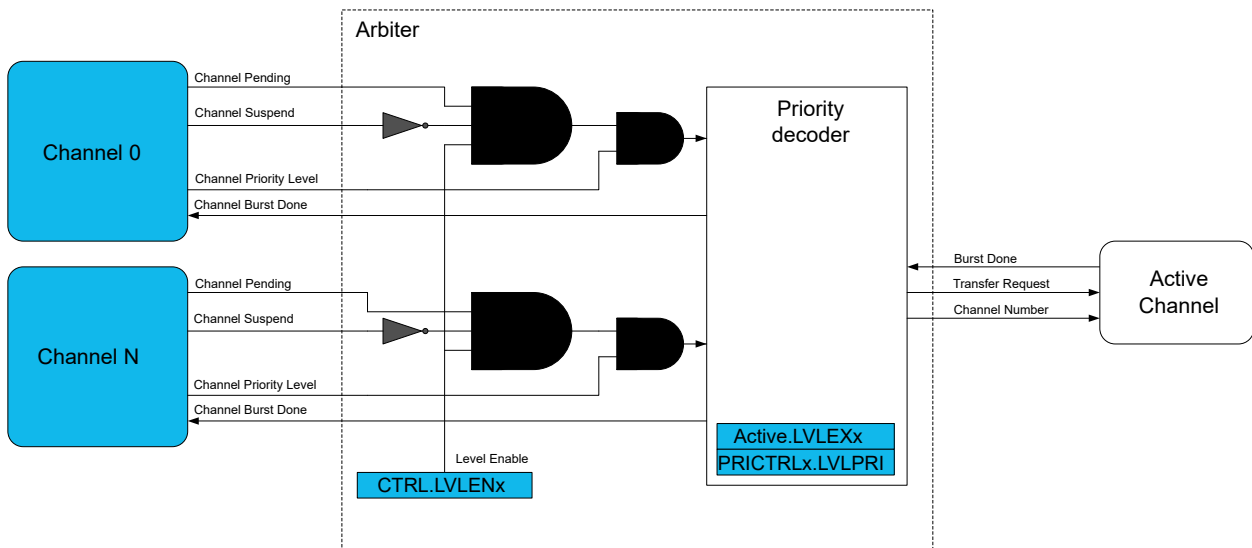 Arbiter
Channel Pending
Channel Suspend
Channel 0
Channel Priority Level
Channel Burst Done
Priority
decoder
Burst Done
Transfer Request
Channel Number
Active
Channel
Channel Pending
Channel Suspend
Channel N
Channel Priority Level
Channel Burst Done
Active.LVLEXx
PRICTRLx.LVLPRI
Level Enable
CTRL.LVLENx